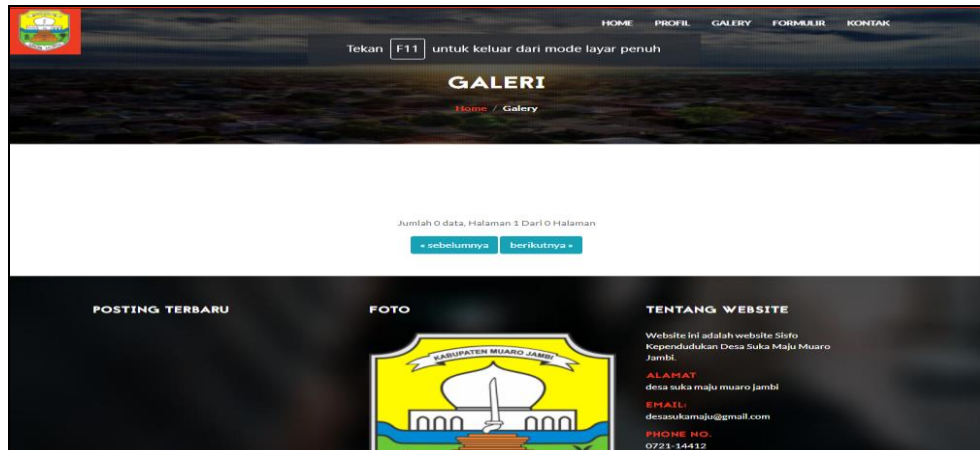 HOME PROFIL GALERY FORMULIR KONTAK
Tekan F11 untuk keluar dari mode layar penuh
GALERI
Home / Galery
Jumlah 0 data, Halaman 1 Dari 0 Halaman
« sebelumnya berikutnya »
POSTING TERBARU
FOTO
KABUPATEN MUARO JAMBI
TENTANG WEBSITE
Website ini adalah website Sisfo
Kependudukan Desa Suka Maju Muaro
Jambi.
ALAMAT
desa suka maju muaro jambi
EMAIL:
desasukamaju@gmail.com
PHONE NO.
0721-14412